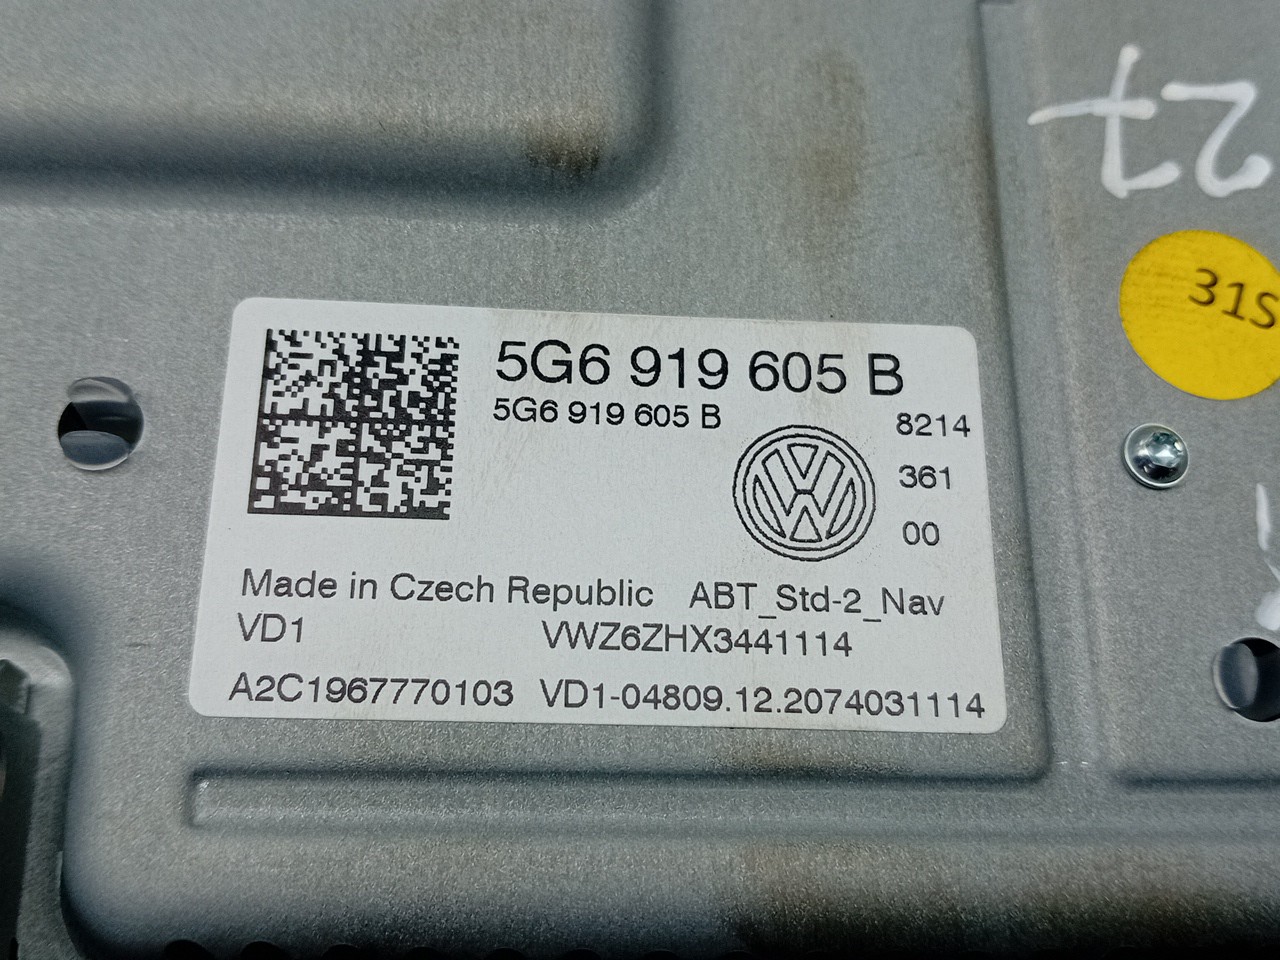 27
31S
5G6 919 605 B
5G6 919 605 B
8214
361
00
Made in Czech Republic ABT_Std-2_Nav
VD1 VWZ6ZHX3441114
A2C1967770103 VD1-04809.12.2074031114